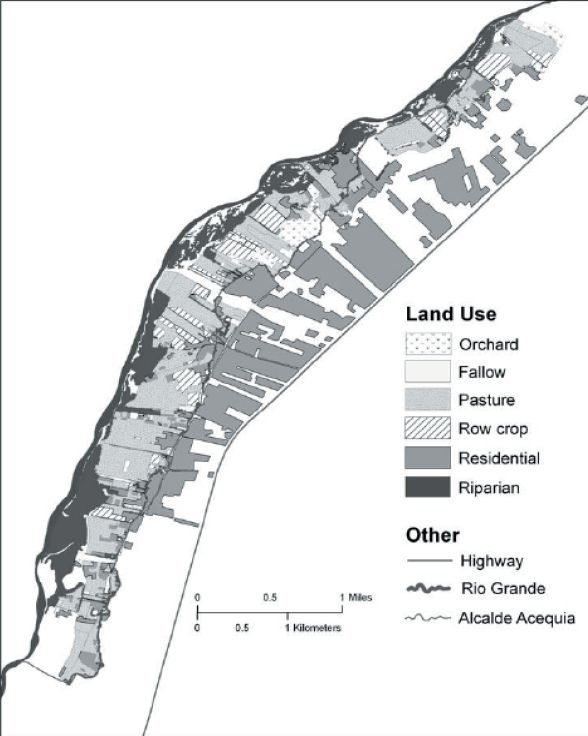 Land Use
Orchard
Fallow
Pasture
Row crop
Residential
Riparian
Other
Highway
Rio Grande
Alcalde Acequia
0 0.5 1 Miles
0 0.5 1 Kilometers